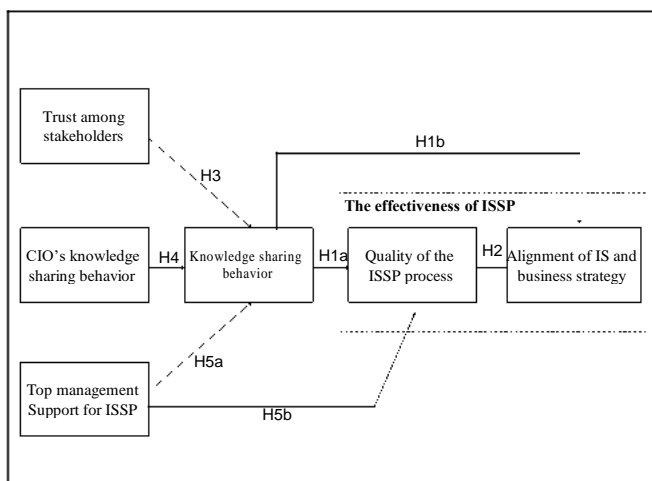 Trust among
stakeholders
H1b
H3
The effectiveness of ISSP
CIO's knowledge
sharing behavior
H4
Knowledge sharing
behavior
H1a
Quality of the
ISSP process
H2
Alignment of IS and
business strategy
H5a
Top management
Support for ISSP
H5b